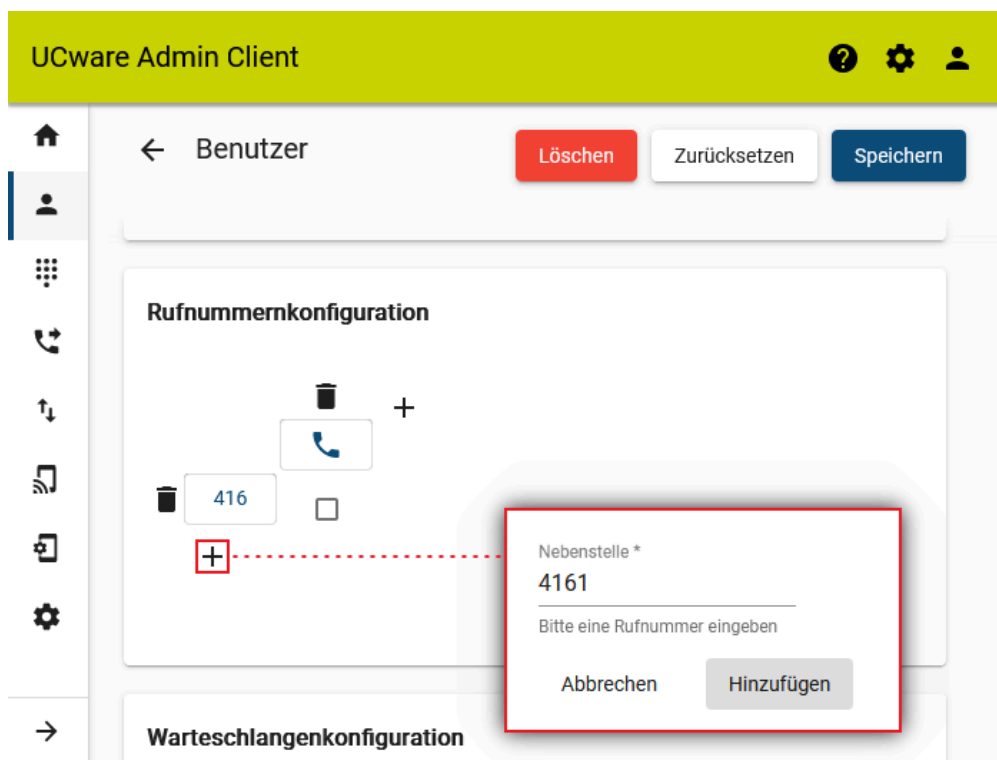 UCware Admin Client
Benutzer
Löschen
Zurücksetzen
Speichern
Rufnummernkonfiguration
416
Nebenstelle *
4161
Bitte eine Rufnummer eingeben
Abbrechen
Hinzufügen
Warteschlangenkonfiguration